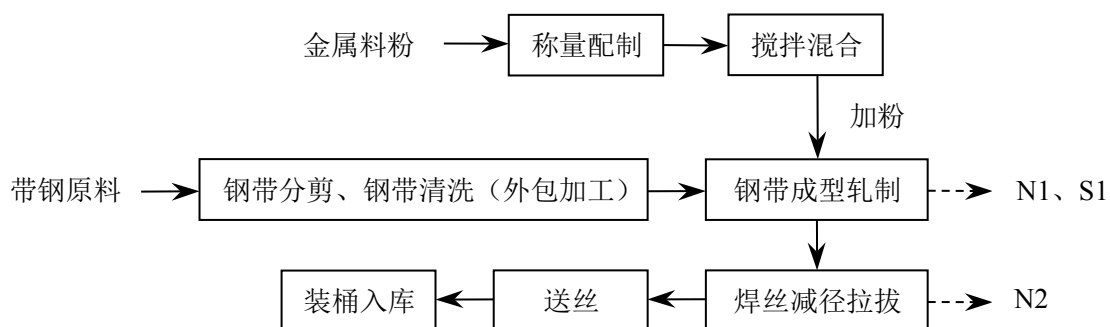 金属料粉
称量配制
搅拌混合
加粉
带钢原料
钢带分剪、钢带清洗（外包加工）
钢带成型轧制
N1、S1
装桶入库
送丝
焊丝减径拉拔
N2